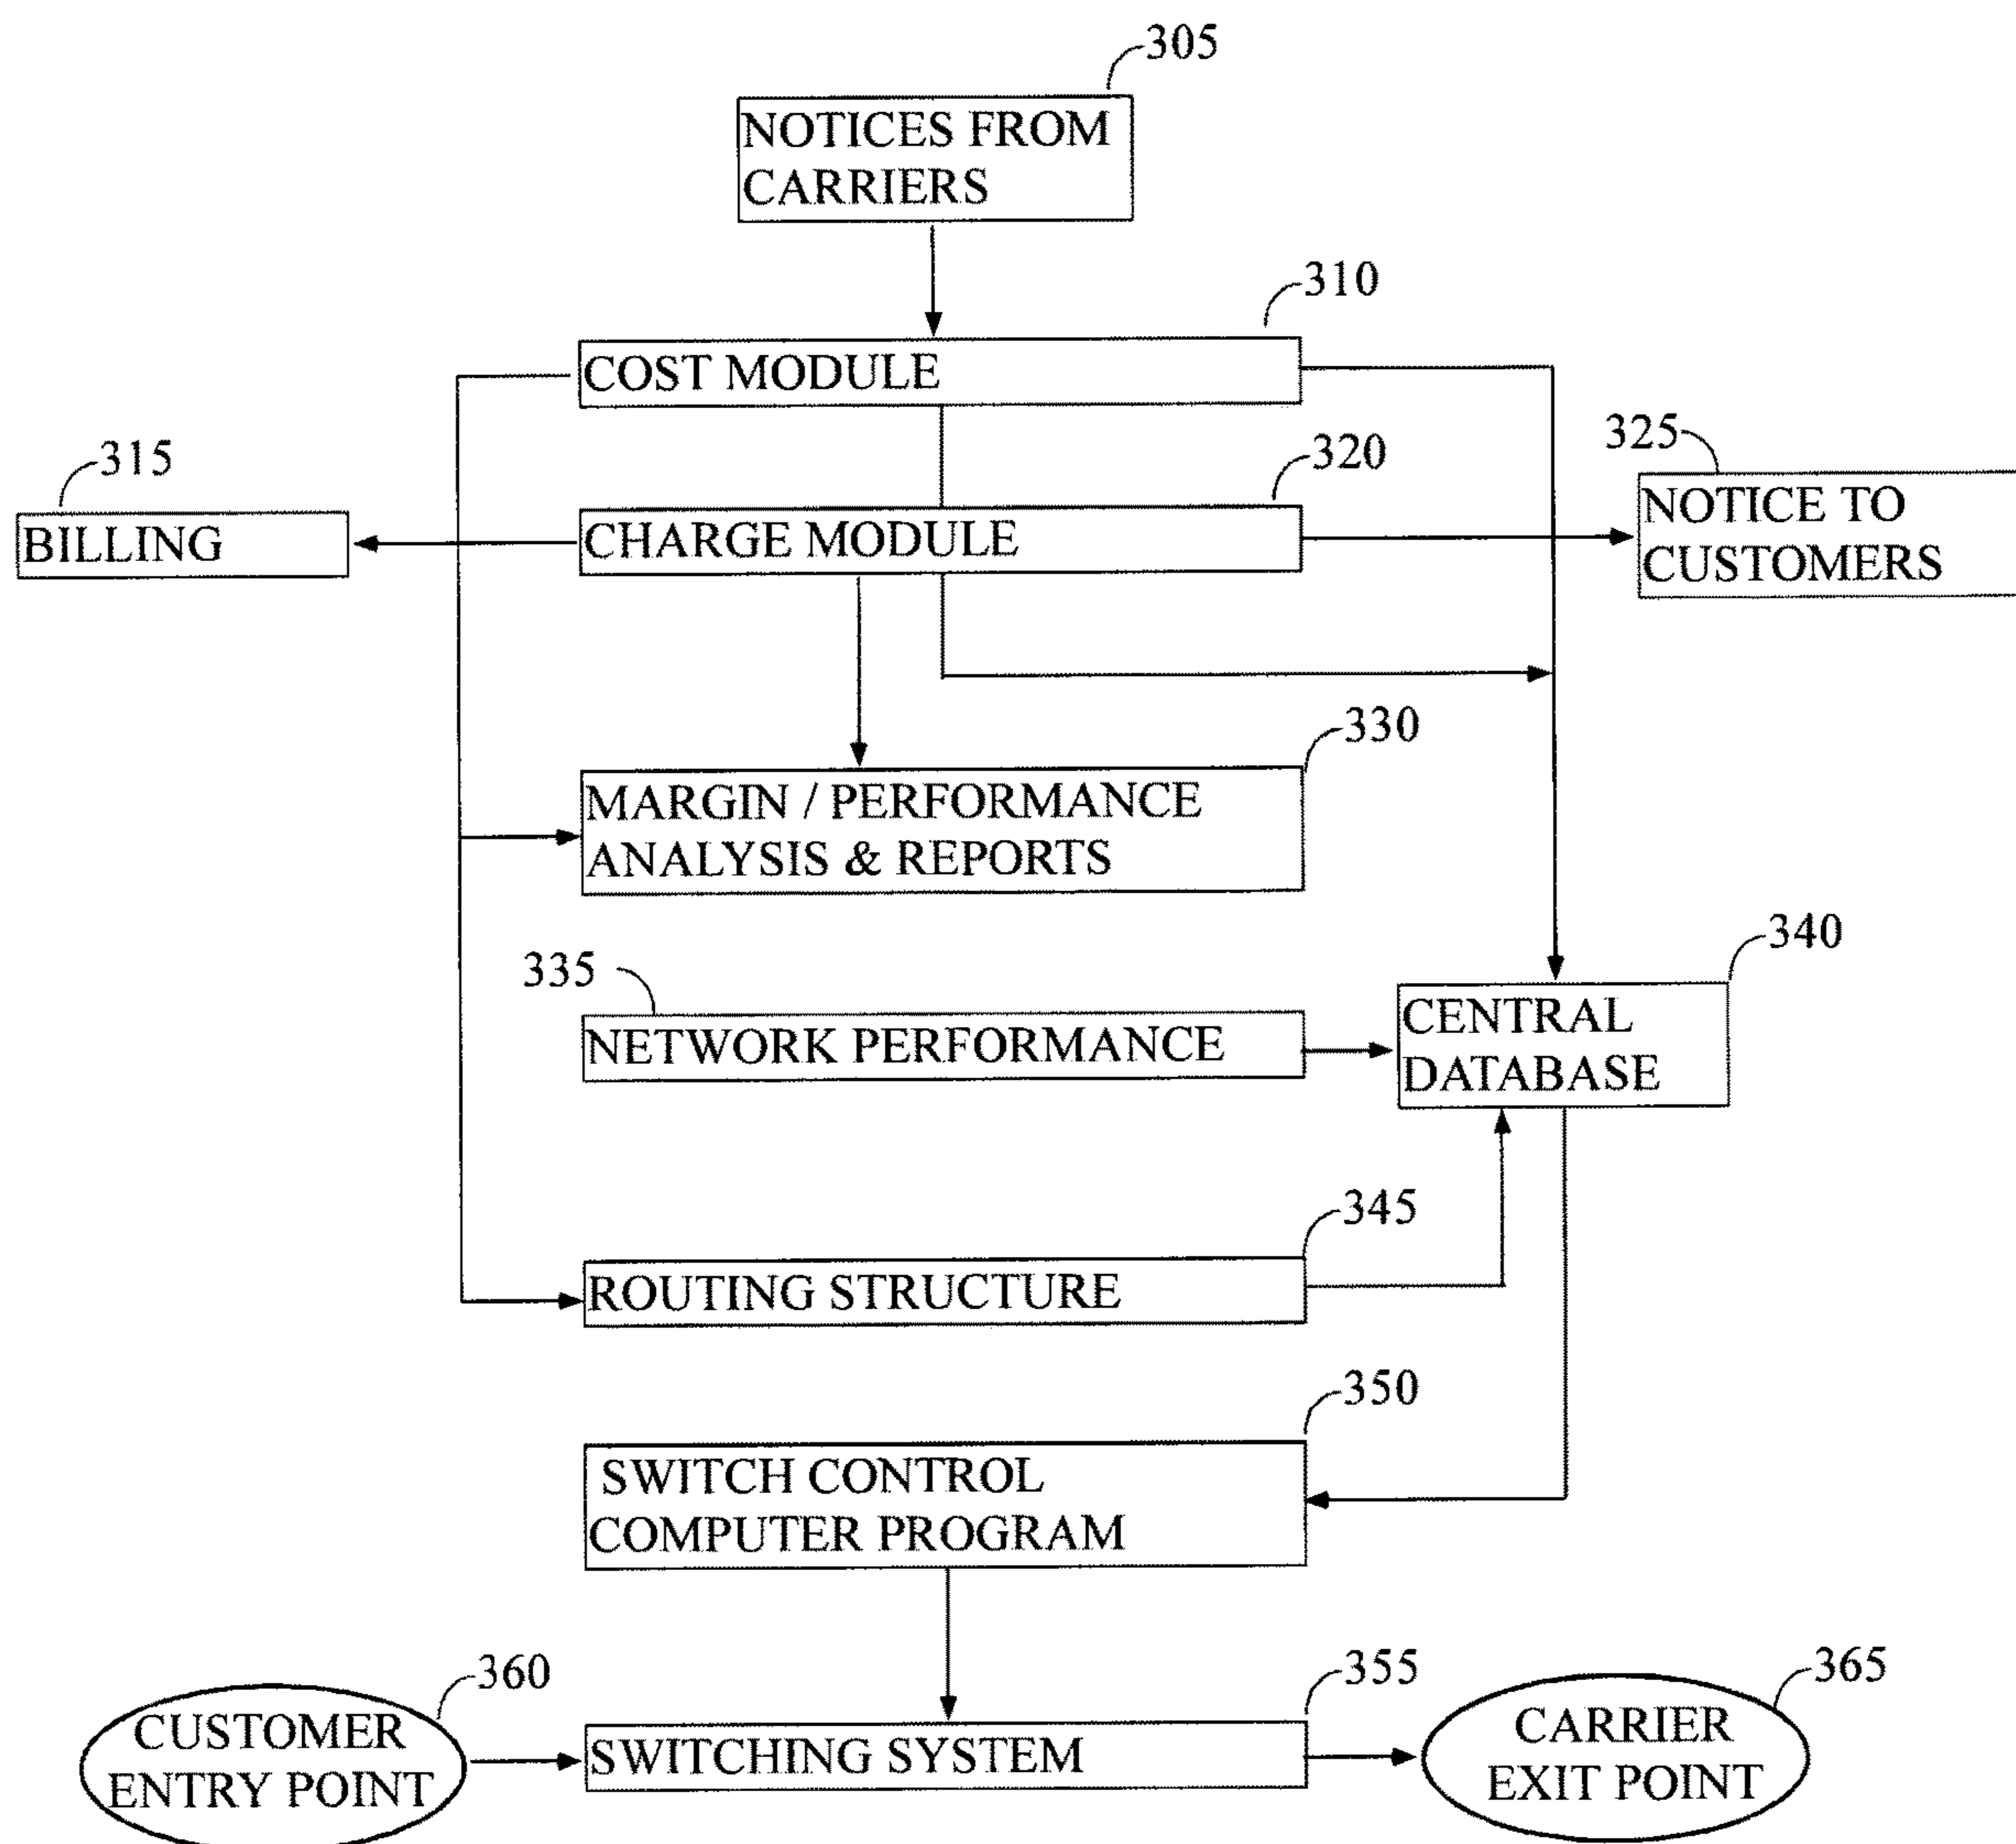 305
NOTICES FROM
CARRIERS
310
COST MODULE
315
BILLING
320
CHARGE MODULE
325
NOTICE TO
CUSTOMERS
330
MARGIN / PERFORMANCE
ANALYSIS & REPORTS
335
NETWORK PERFORMANCE
340
CENTRAL
DATABASE
345
ROUTING STRUCTURE
350
SWITCH CONTROL
COMPUTER PROGRAM
360
CUSTOMER
ENTRY POINT
355
SWITCHING SYSTEM
365
CARRIER
EXIT POINT